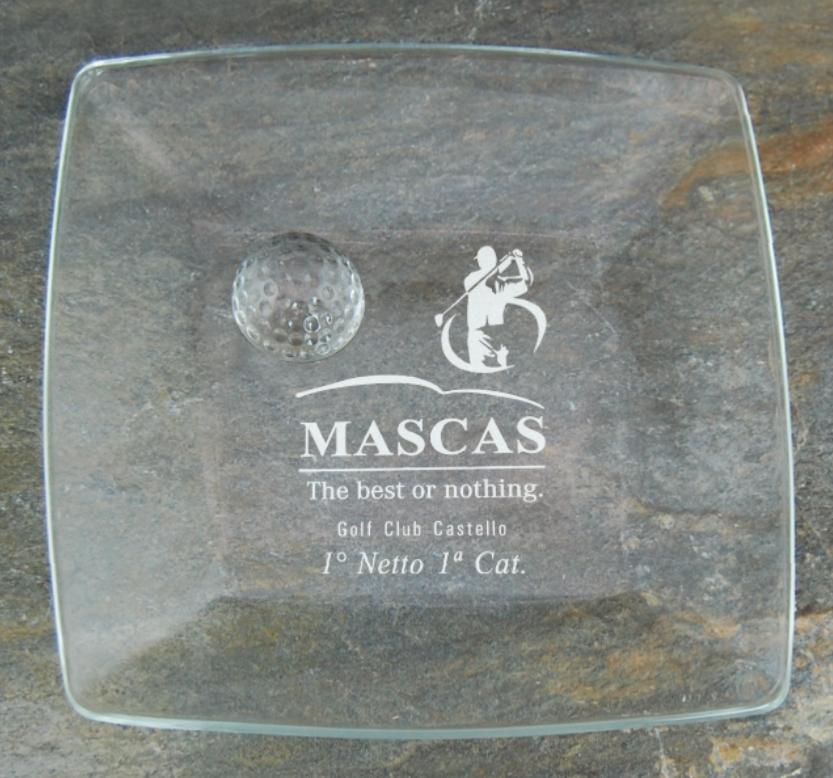 MASCAS
The best or nothing.
Golf Club Castello
1° Netto 1ª Cat.